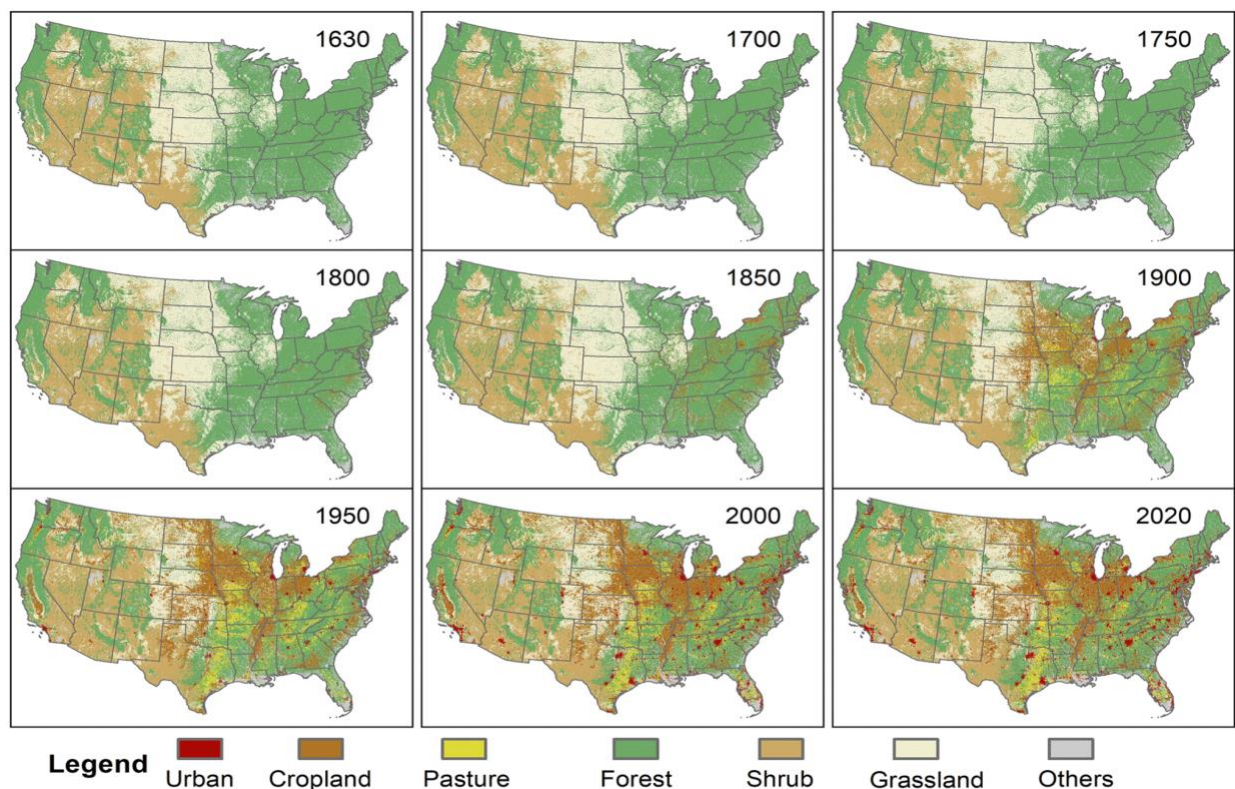 1630
1700
1750
1800
1850
1900
1950
2000
2020
Legend
Urban
Cropland
Pasture
Forest
Shrub
Grassland
Others